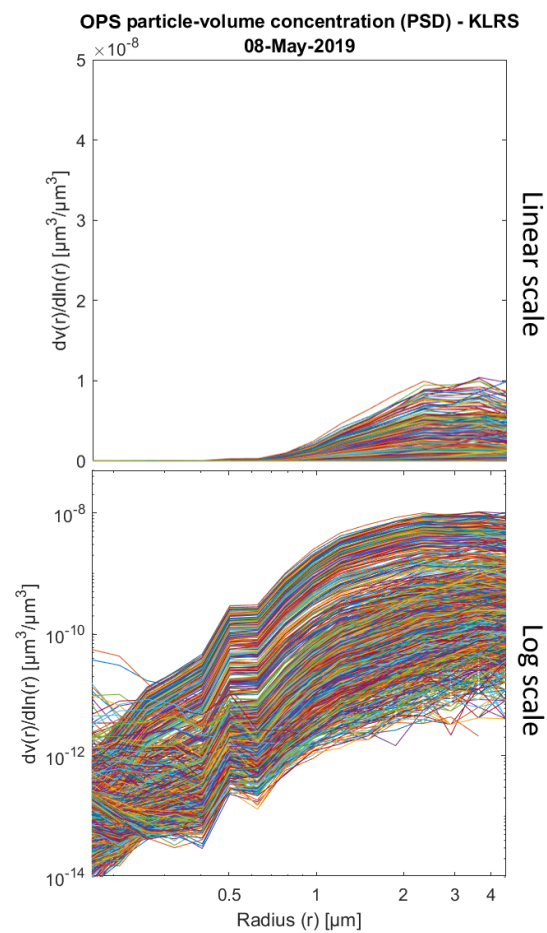 OPS particle-volume concentration (PSD) - KLRS
08-May-2019
×10⁻⁸
5
4
3
2
1
0
dv(r)/dln(r) [µm³/µm³]
Linear scale
10⁻⁸
10⁻¹⁰
10⁻¹²
10⁻¹⁴
dv(r)/dln(r) [µm³/µm³]
Log scale
0.5 1 2 3 4
Radius (r) [µm]